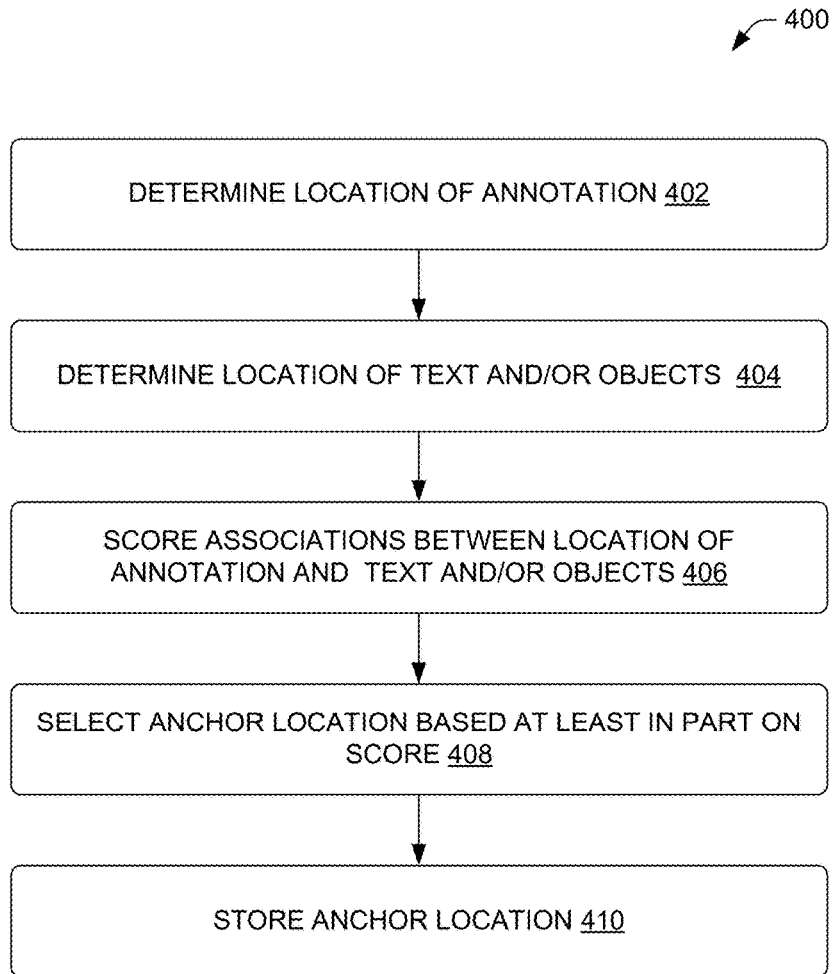 400
DETERMINE LOCATION OF ANNOTATION 402
DETERMINE LOCATION OF TEXT AND/OR OBJECTS 404
SCORE ASSOCIATIONS BETWEEN LOCATION OF
ANNOTATION AND TEXT AND/OR OBJECTS 406
SELECT ANCHOR LOCATION BASED AT LEAST IN PART ON
SCORE 408
STORE ANCHOR LOCATION 410